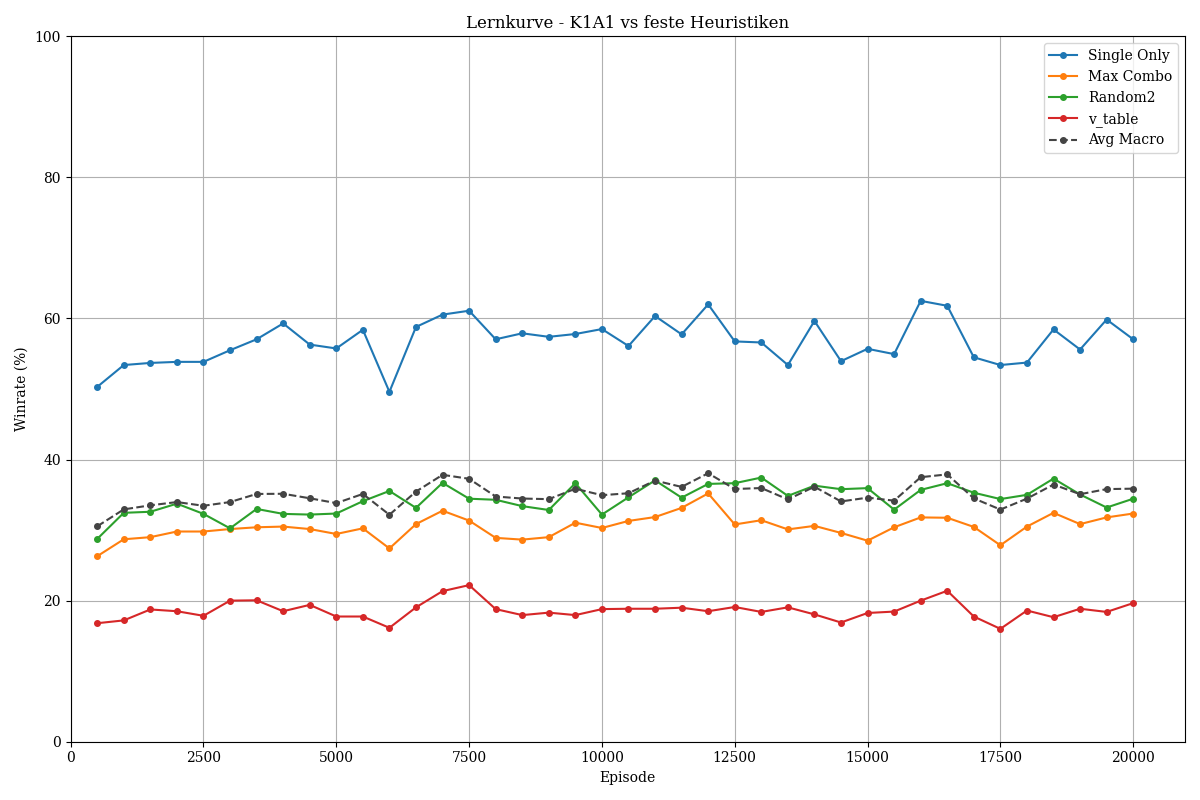 Lernkurve - K1A1 vs feste Heuristiken
100
80
60
40
20
0
Winrate (%)
Single Only
Max Combo
Random2
v_table
Avg Macro
0 2500 5000 7500 10000 12500 15000 17500 20000
Episode